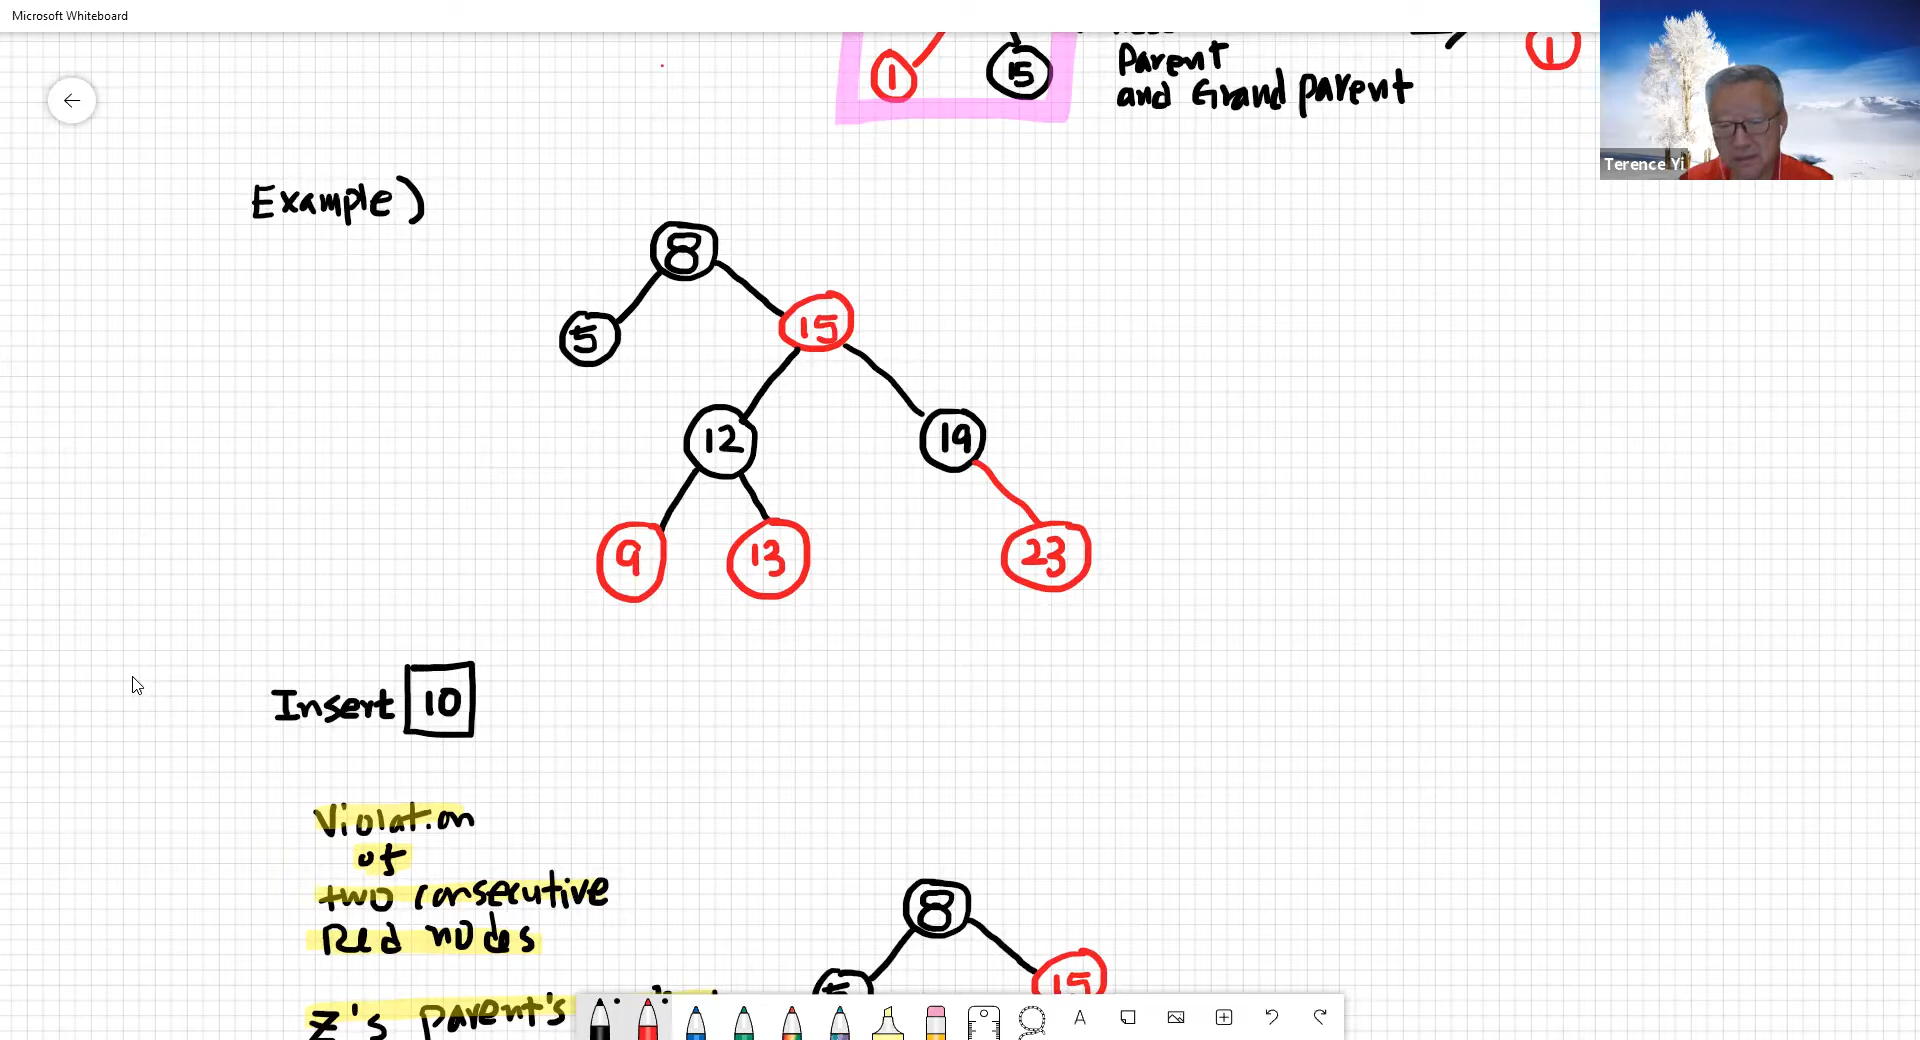 Microsoft Whiteboard
Parent
and Grand parent
1
15
1
Terence Yi
Example)
8
5
15
12
19
9
13
23
Insert 10
Violation
of
two consecutive
Red nodes
8
5
15
Z's parent's